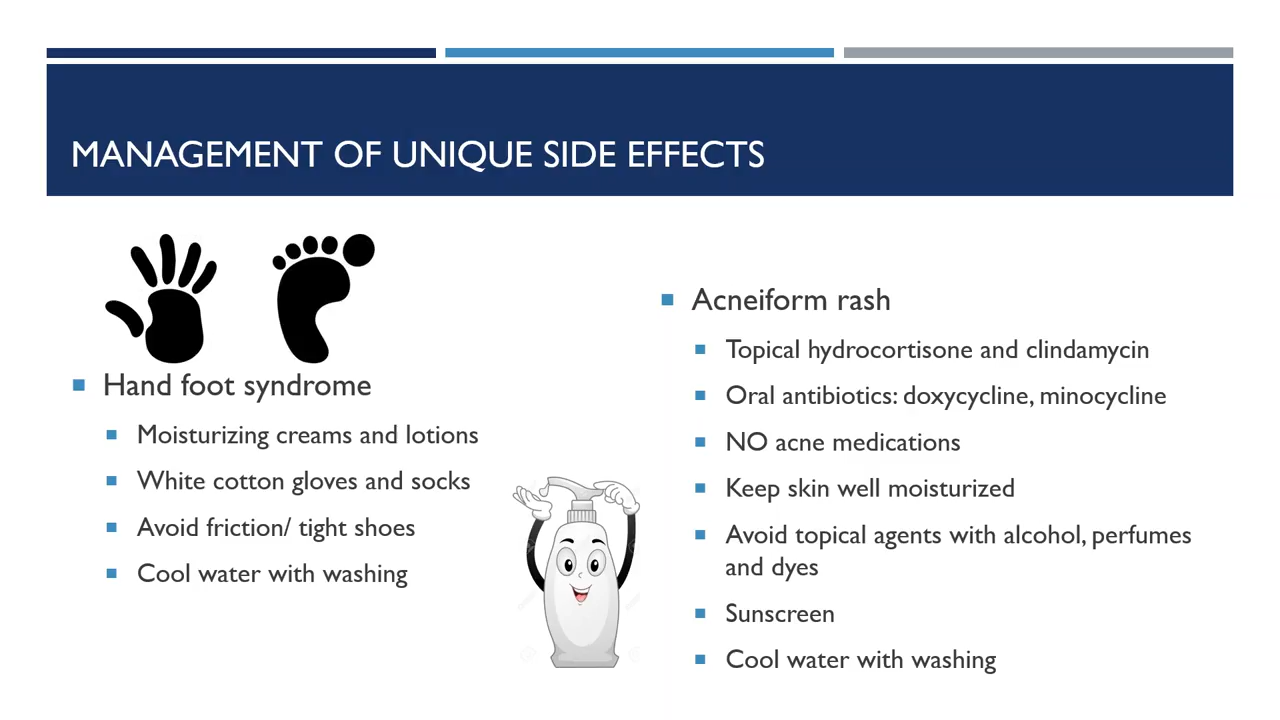 MANAGEMENT OF UNIQUE SIDE EFFECTS
Hand foot syndrome
Moisturizing creams and lotions
White cotton gloves and socks
Avoid friction/ tight shoes
Cool water with washing
Acneiform rash
Topical hydrocortisone and clindamycin
Oral antibiotics: doxycycline, minocycline
NO acne medications
Keep skin well moisturized
Avoid topical agents with alcohol, perfumes
and dyes
Sunscreen
Cool water with washing